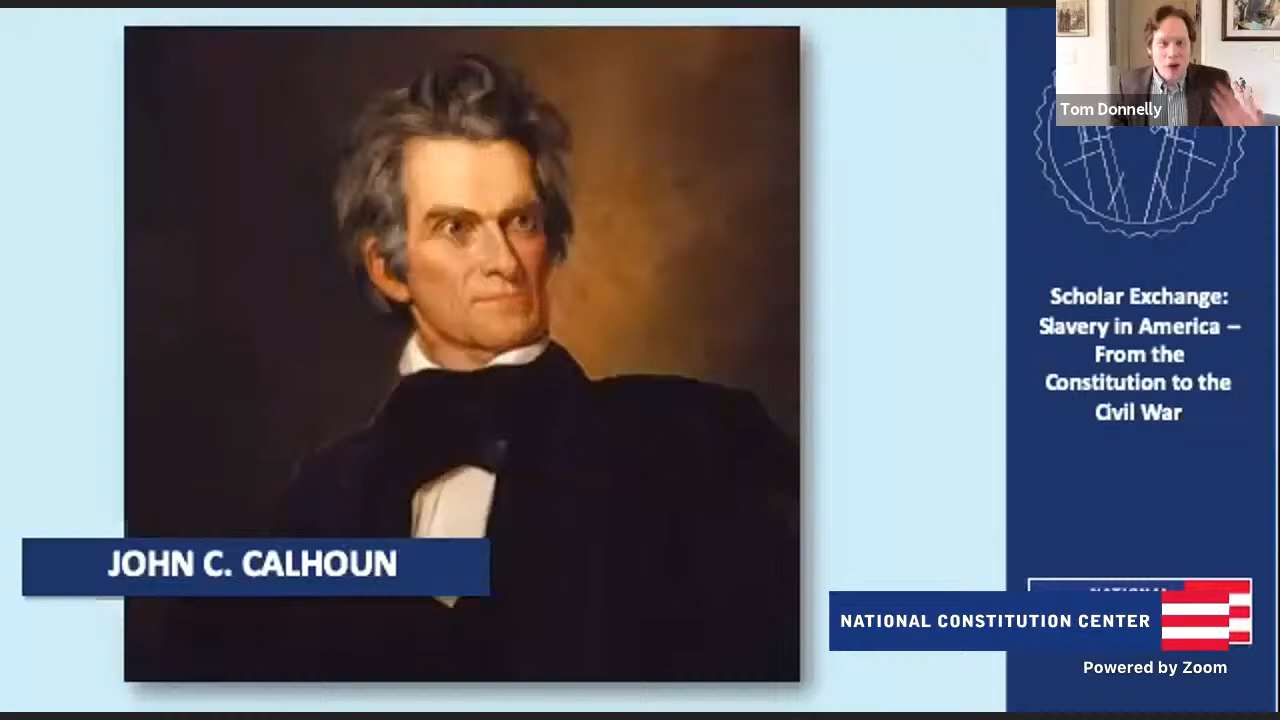 Tom Donnelly
Scholar Exchange:
Slavery in America –
From the
Constitution to the
Civil War
JOHN C. CALHOUN
NATIONAL
NATIONAL CONSTITUTION CENTER
Powered by Zoom